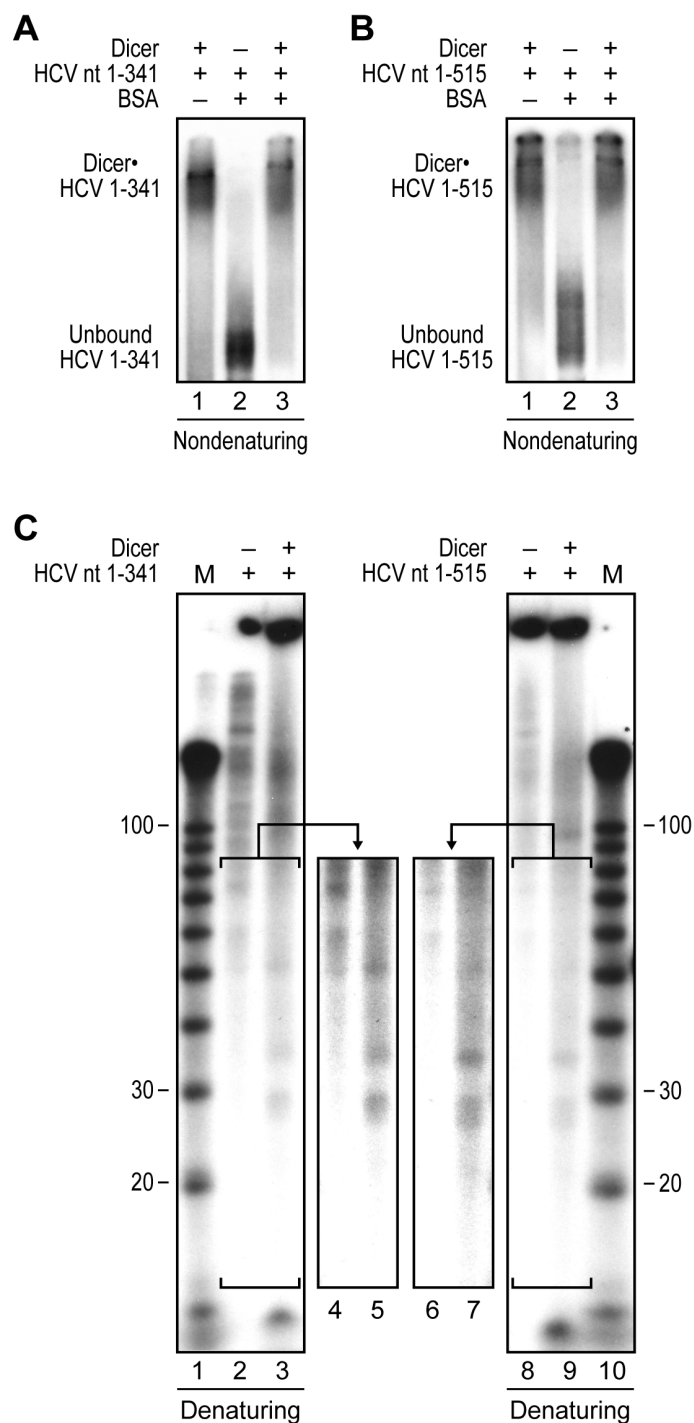 A
Dicer + – +
HCV nt 1-341 + + +
BSA – + +
Dicer•
HCV 1-341
Unbound
HCV 1-341
1 2 3
Nondenaturing
B
Dicer + – +
HCV nt 1-515 + + +
BSA – + +
Dicer•
HCV 1-515
Unbound
HCV 1-515
1 2 3
Nondenaturing
C
Dicer – +
HCV nt 1-341 M + +
Dicer – +
HCV nt 1-515 + + M
100 –
30 –
20 –
– 100
– 30
– 20
4 5 6 7
1 2 3
Denaturing
8 9 10
Denaturing